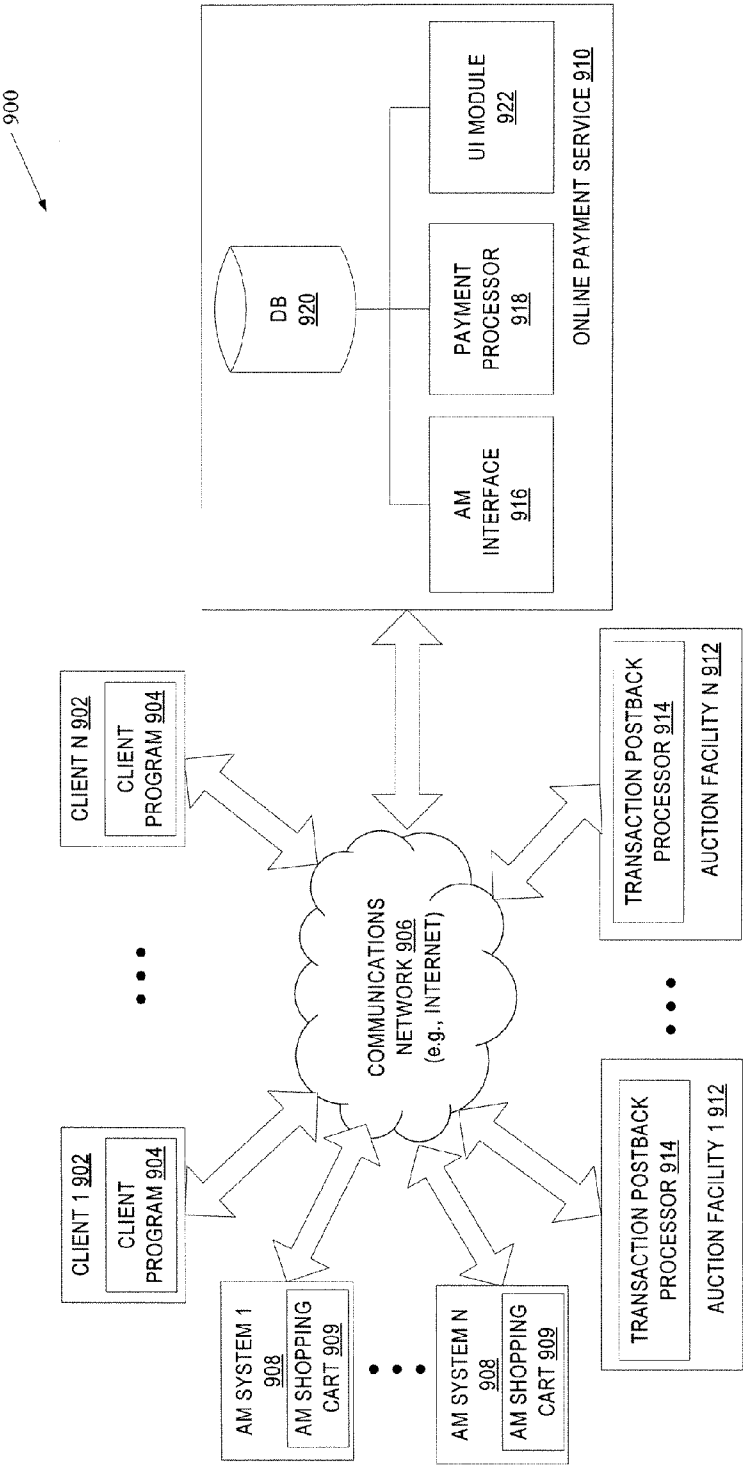 900
CLIENT 1 902
CLIENT
PROGRAM 904
CLIENT N 902
CLIENT
PROGRAM 904
AM SYSTEM 1
908
AM SHOPPING
CART 909
AM SYSTEM N
908
AM SHOPPING
CART 909
COMMUNICATIONS
NETWORK 906
(e.g., INTERNET)
DB
920
AM
INTERFACE
916
PAYMENT
PROCESSOR
918
UI MODULE
922
ONLINE PAYMENT SERVICE 910
TRANSACTION POSTBACK
PROCESSOR 914
AUCTION FACILITY 1 912
TRANSACTION POSTBACK
PROCESSOR 914
AUCTION FACILITY N 912